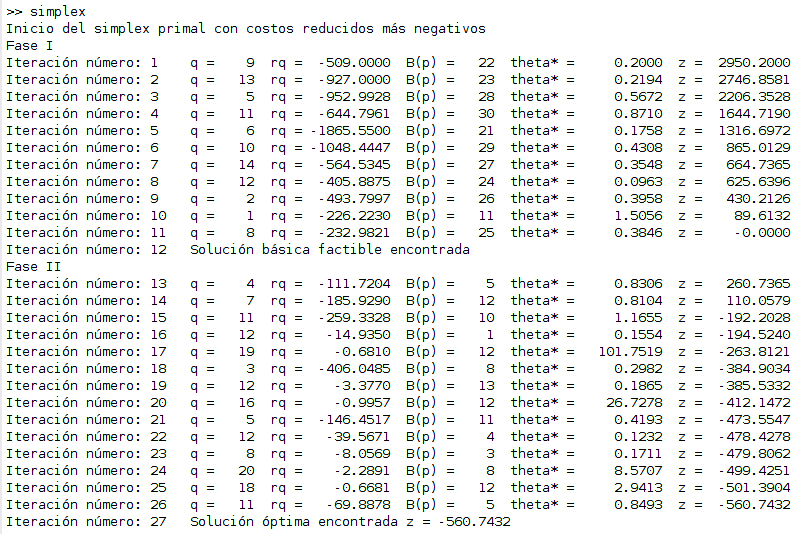 >> simplex
Inicio del simplex primal con costos reducidos más negativos
Fase I
Iteración número: 1 q = 9 rq = -509.0000 B(p) = 22 theta* = 0.2000 z = 2950.2000
Iteración número: 2 q = 13 rq = -927.0000 B(p) = 23 theta* = 0.2194 z = 2746.8581
Iteración número: 3 q = 5 rq = -952.9928 B(p) = 28 theta* = 0.5672 z = 2206.3528
Iteración número: 4 q = 11 rq = -644.7961 B(p) = 30 theta* = 0.8710 z = 1644.7190
Iteración número: 5 q = 6 rq = -1865.5500 B(p) = 21 theta* = 0.1758 z = 1316.6972
Iteración número: 6 q = 10 rq = -1048.4447 B(p) = 29 theta* = 0.4308 z = 865.0129
Iteración número: 7 q = 14 rq = -564.5345 B(p) = 27 theta* = 0.3548 z = 664.7365
Iteración número: 8 q = 12 rq = -405.8875 B(p) = 24 theta* = 0.0963 z = 625.6396
Iteración número: 9 q = 2 rq = -493.7997 B(p) = 26 theta* = 0.3958 z = 430.2126
Iteración número: 10 q = 1 rq = -226.2230 B(p) = 11 theta* = 1.5056 z = 89.6132
Iteración número: 11 q = 8 rq = -232.9821 B(p) = 25 theta* = 0.3846 z = -0.0000
Iteración número: 12 Solución básica factible encontrada
Fase II
Iteración número: 13 q = 4 rq = -111.7204 B(p) = 5 theta* = 0.8306 z = 260.7365
Iteración número: 14 q = 7 rq = -185.9290 B(p) = 12 theta* = 0.8104 z = 110.0579
Iteración número: 15 q = 11 rq = -259.3328 B(p) = 10 theta* = 1.1655 z = -192.2028
Iteración número: 16 q = 12 rq = -14.9350 B(p) = 1 theta* = 0.1554 z = -194.5240
Iteración número: 17 q = 19 rq = -0.6810 B(p) = 12 theta* = 101.7519 z = -263.8121
Iteración número: 18 q = 3 rq = -406.0485 B(p) = 8 theta* = 0.2982 z = -384.9034
Iteración número: 19 q = 12 rq = -3.3770 B(p) = 13 theta* = 0.1865 z = -385.5332
Iteración número: 20 q = 16 rq = -0.9957 B(p) = 12 theta* = 26.7278 z = -412.1472
Iteración número: 21 q = 5 rq = -146.4517 B(p) = 11 theta* = 0.4193 z = -473.5547
Iteración número: 22 q = 12 rq = -39.5671 B(p) = 4 theta* = 0.1232 z = -478.4278
Iteración número: 23 q = 8 rq = -8.0569 B(p) = 3 theta* = 0.1711 z = -479.8062
Iteración número: 24 q = 20 rq = -2.2891 B(p) = 8 theta* = 8.5707 z = -499.4251
Iteración número: 25 q = 18 rq = -0.6681 B(p) = 12 theta* = 2.9413 z = -501.3904
Iteración número: 26 q = 11 rq = -69.8878 B(p) = 5 theta* = 0.8493 z = -560.7432
Iteración número: 27 Solución óptima encontrada z = -560.7432